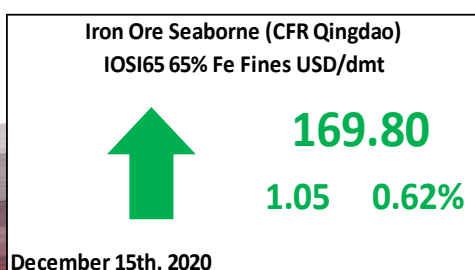 Iron Ore Seaborne (CFR Qingdao)
IOSI65 65% Fe Fines USD/dmt
169.80
1.05 0.62%
December 15th, 2020